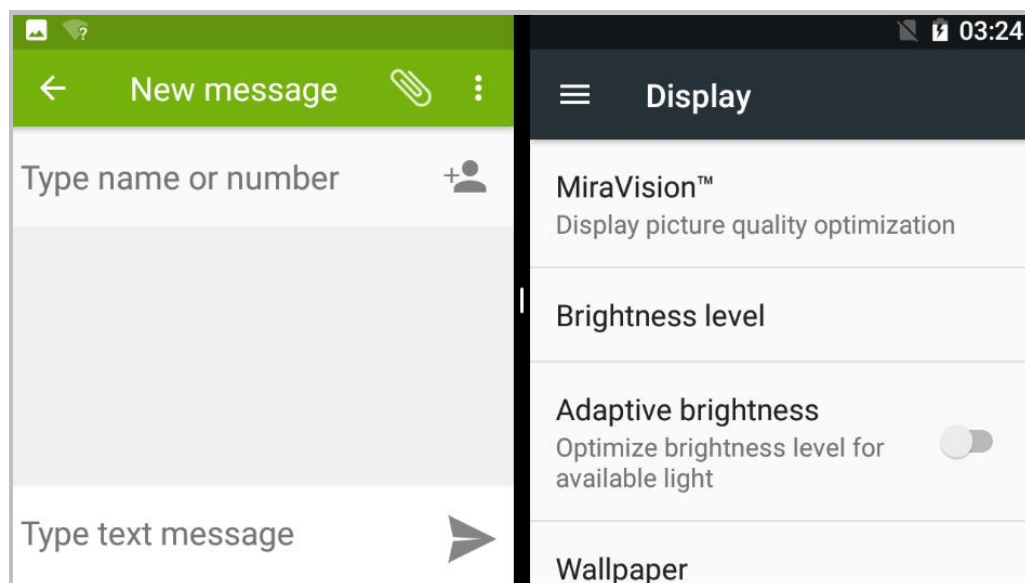 ?
03:24
New message
Type name or number
Type text message
Display
MiraVision™
Display picture quality optimization
Brightness level
Adaptive brightness
Optimize brightness level for
available light
Wallpaper